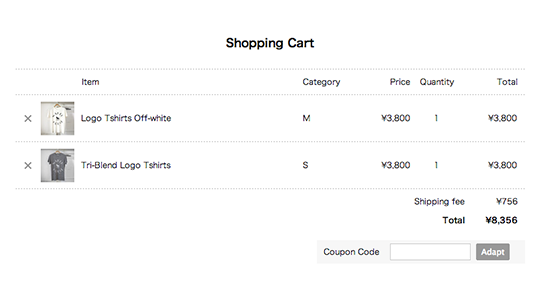 Shopping Cart
Item Category Price Quantity Total
× Logo Tshirts Off-white M ¥3,800 1 ¥3,800
× Tri-Blend Logo Tshirts S ¥3,800 1 ¥3,800
Shipping fee ¥756
Total ¥8,356
Coupon Code Adapt